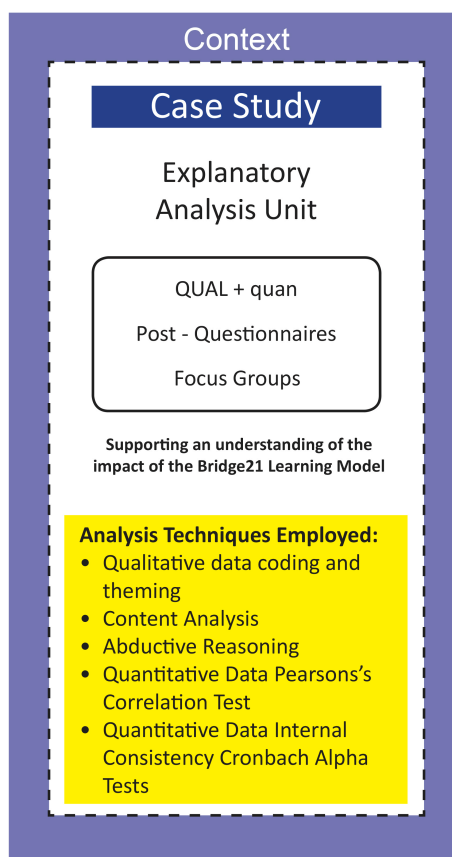 Context
Case Study
Explanatory
Analysis Unit
QUAL + quan
Post - Questionnaires
Focus Groups
Supporting an understanding of the
impact of the Bridge21 Learning Model
Analysis Techniques Employed:
• Qualitative data coding and
theming
• Content Analysis
• Abductive Reasoning
• Quantitative Data Pearsons's
Correlation Test
• Quantitative Data Internal
Consistency Cronbach Alpha
Tests